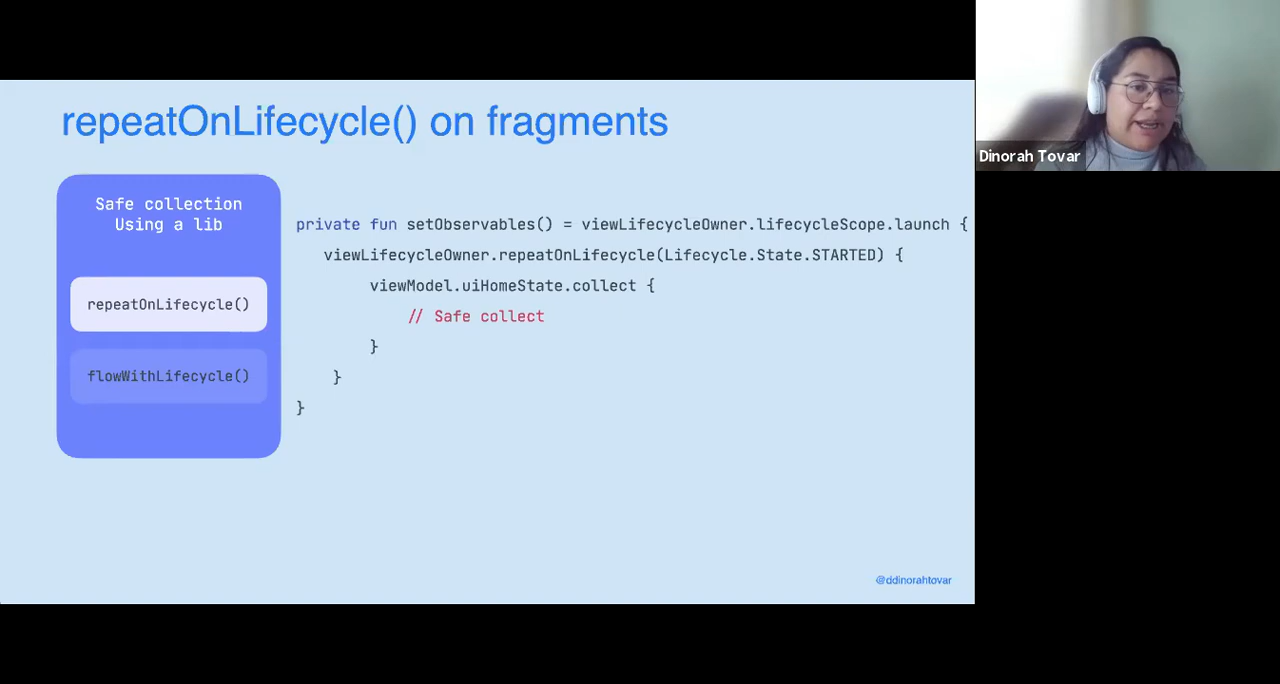 repeatOnLifecycle() on fragments
Safe collection
Using a lib
repeatOnLifecycle()
flowWithLifecycle()
private fun setObservables() = viewLifecycleOwner.lifecycleScope.launch {
viewLifecycleOwner.repeatOnLifecycle(Lifecycle.State.STARTED) {
viewModel.uiHomeState.collect {
// Safe collect
}
}
}
@ddinorahtovar
Dinorah Tovar